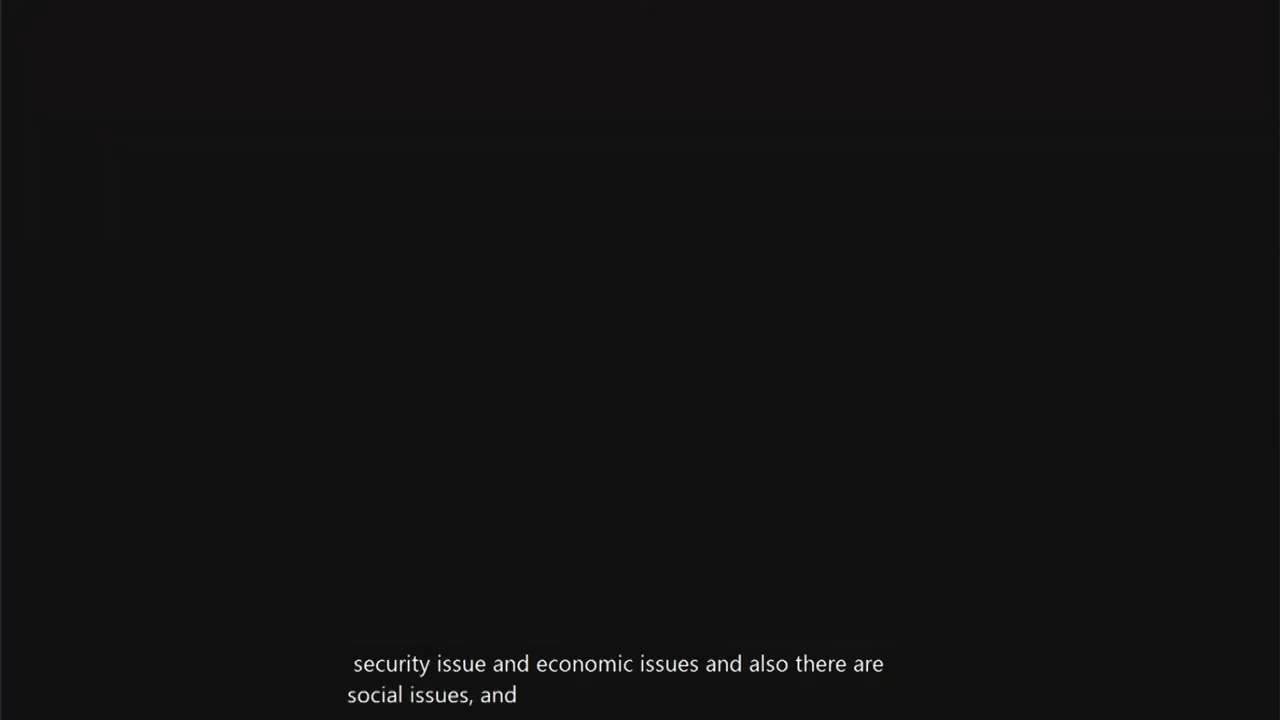 security issue and economic issues and also there are
social issues, and